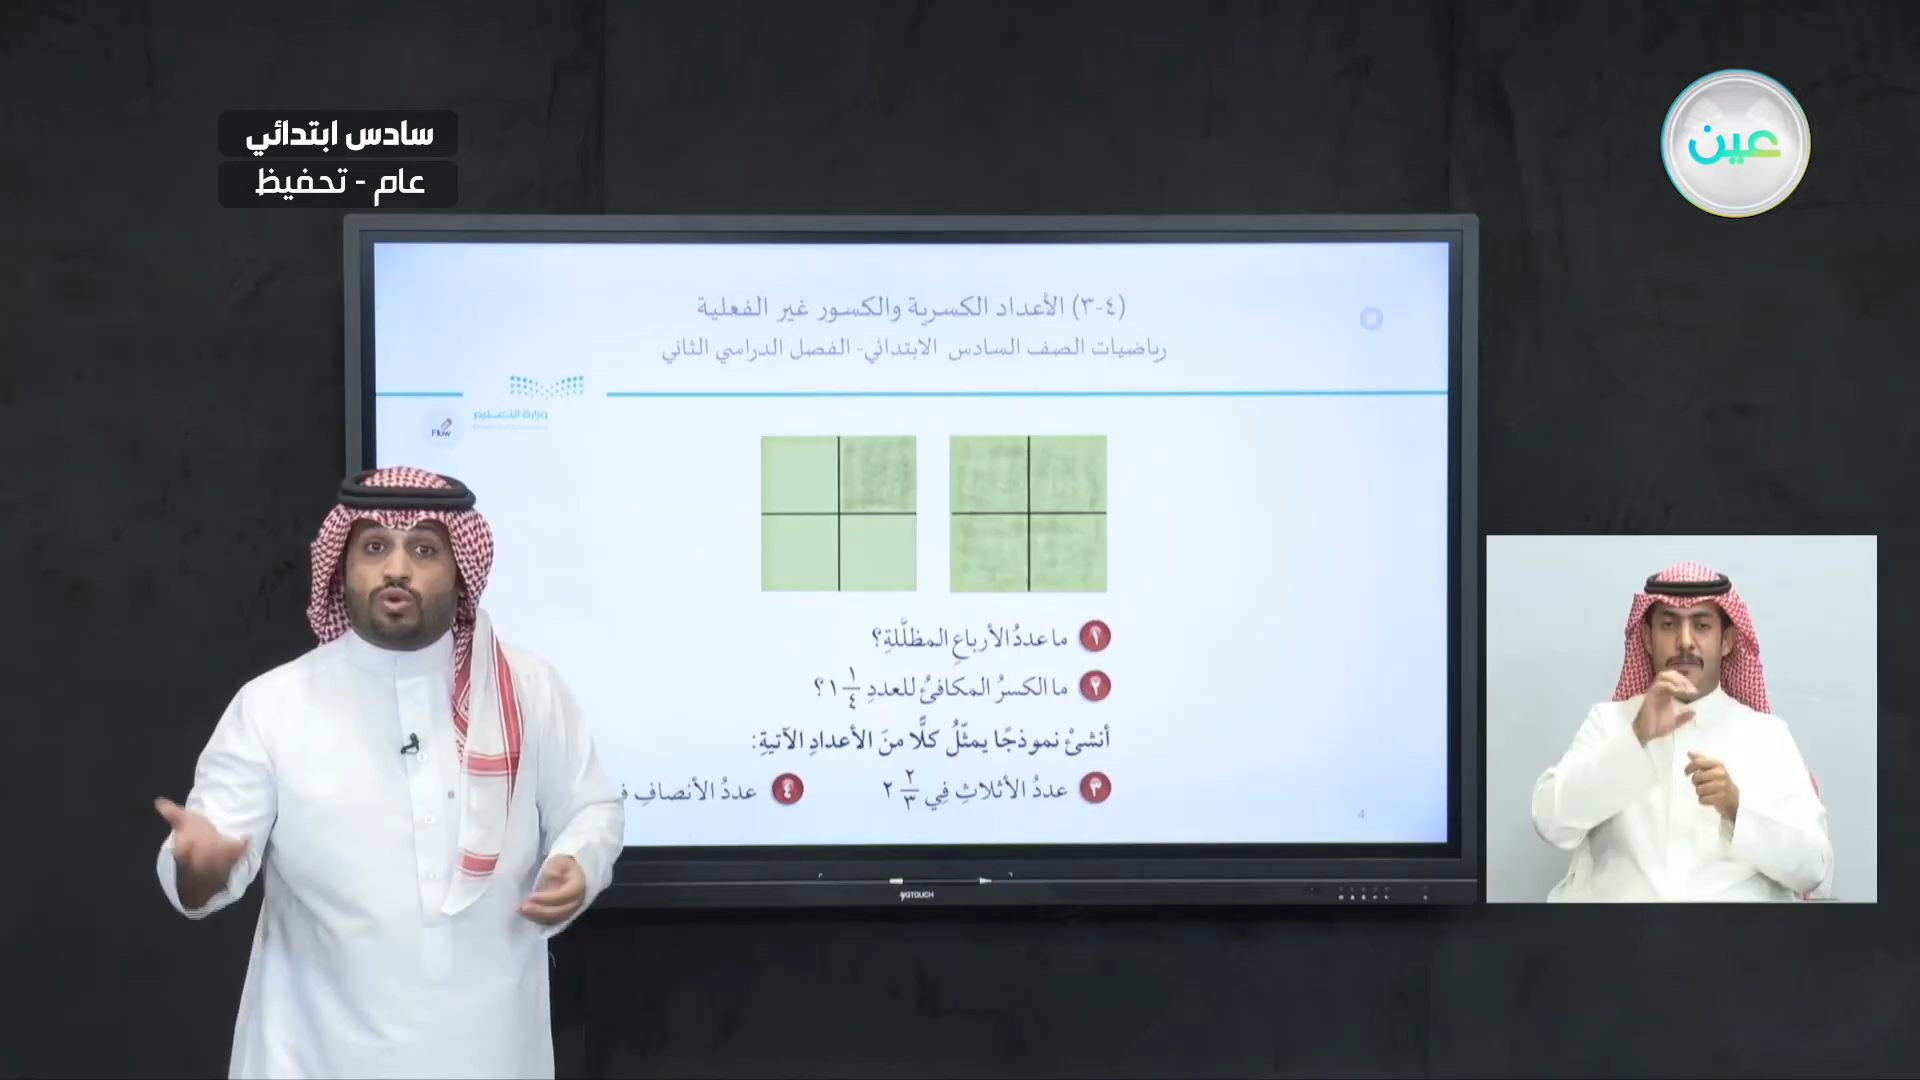 سادس ابتدائي
عام - تحفيظ
عين
(٤-٣) الأعداد الكسرية والكسور غير الفعلية
رياضيات الصف السادس الابتدائي- الفصل الدراسي الثاني
وزارة التعليم
Flow
١ ما عددُ الأرباعِ المظلَّلةِ؟
٢ ما الكسرُ المكافئُ للعددِ ١ ١/٤ ؟
أنشئْ نموذجًا يمثّلُ كلًّا منَ الأعدادِ الآتيةِ:
٣ عددُ الأثلاثِ فِي ٢ ٢/٣
٤ عددُ الأنصافِ ف
4